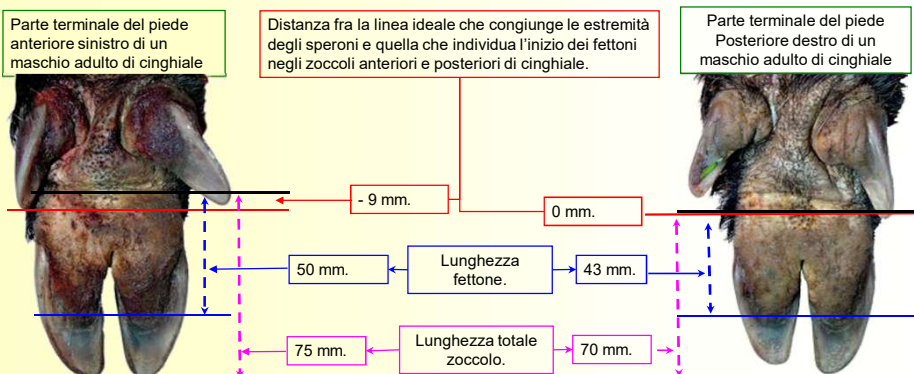 Parte terminale del piede
anteriore sinistro di un
maschio adulto di cinghiale
Distanza fra la linea ideale che congiunge le estremità
degli speroni e quella che individua l'inizio dei fettoni
negli zoccoli anteriori e posteriori di cinghiale.
Parte terminale del piede
Posteriore destro di un
maschio adulto di cinghiale
- 9 mm.
0 mm.
50 mm.
Lunghezza
fettone.
43 mm.
75 mm.
Lunghezza totale
zoccolo.
70 mm.